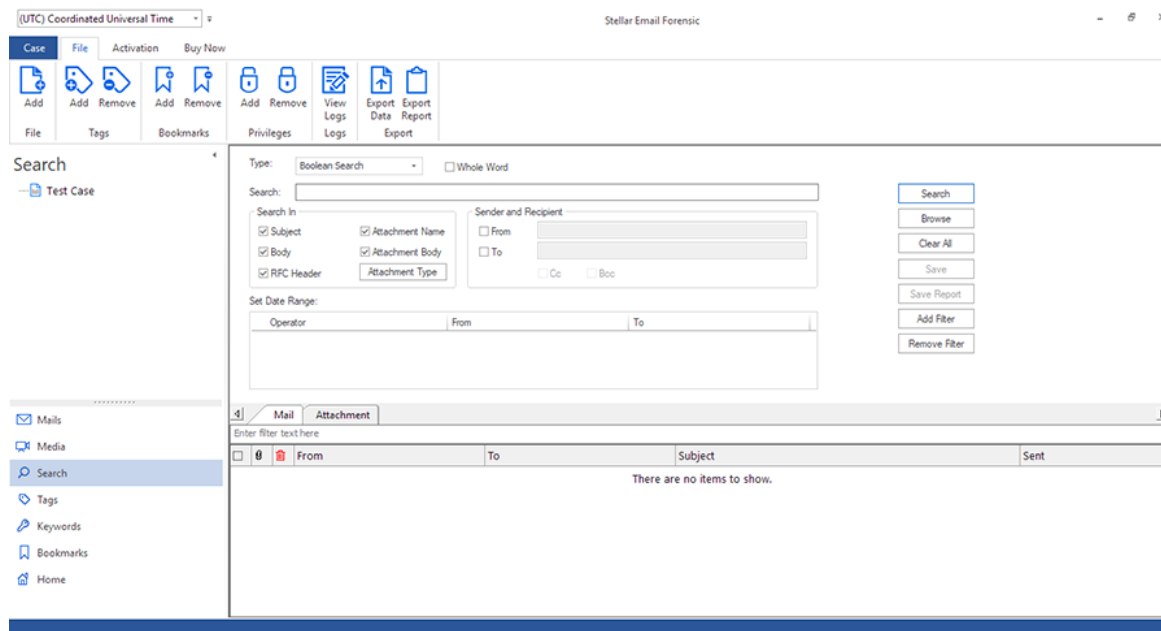 (UTC) Coordinated Universal Time
Stellar Email Forensic
Case File Activation Buy Now
Add Add Remove Add Remove Add Remove View Logs Export Data Export Report
File Tags Bookmarks Privileges Logs Export
Search
Test Case
Type: Boolean Search Whole Word
Search: Search
Browse
Clear All
Save
Save Report
Add Filter
Remove Filter
Search In
Subject Attachment Name
Body Attachment Body
RFC Header Attachment Type
Sender and Recipient
From
To
Cc Bcc
Set Date Range:
Operator From To
Mails
Media
Search
Tags
Keywords
Bookmarks
Home
Mail Attachment
Enter filter text here
From To Subject Sent
There are no items to show.